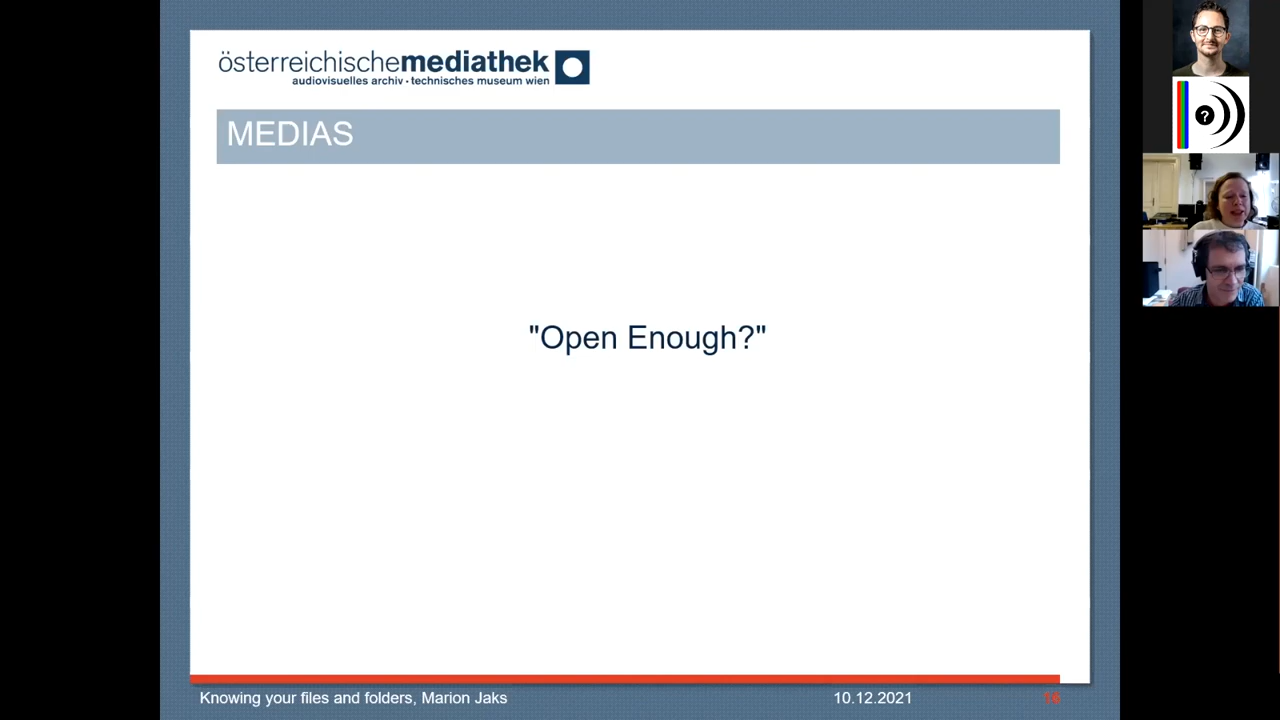 österreichischemediathek
audiovisuelles archiv · technisches museum wien
MEDIAS
"Open Enough?"
Knowing your files and folders, Marion Jaks
10.12.2021
16
?